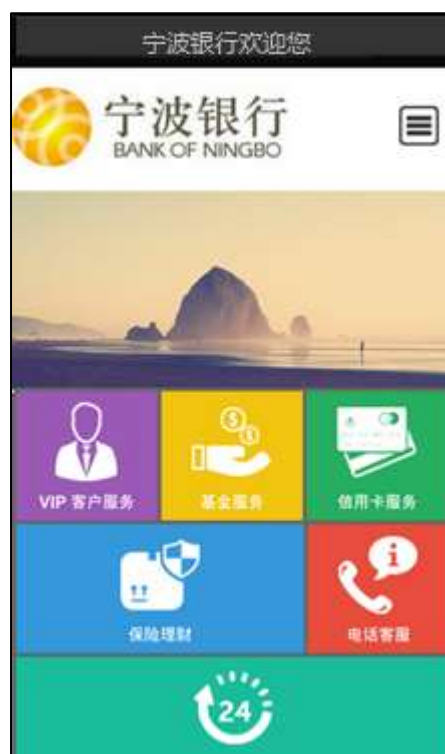 宁波银行欢迎您
宁波银行
BANK OF NINGBO
VIP 客户服务
基金服务
信用卡服务
保险理财
电话客服
24